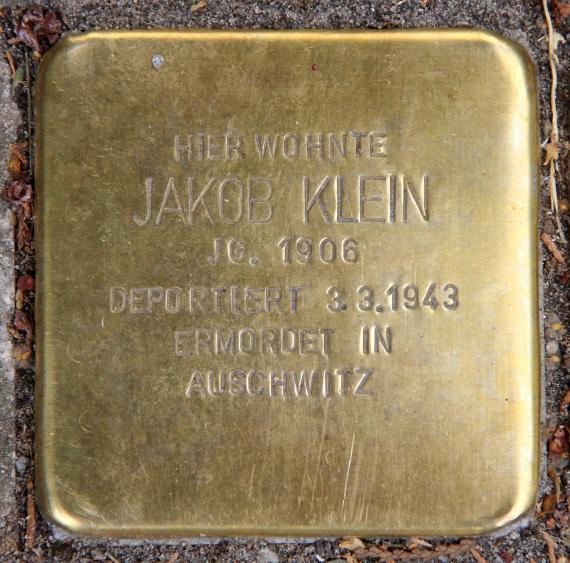 HIER WOHNTE
JAKOB KLEIN
JG. 1906
DEPORTIERT 3.3.1943
ERMORDET IN
AUSCHWITZ